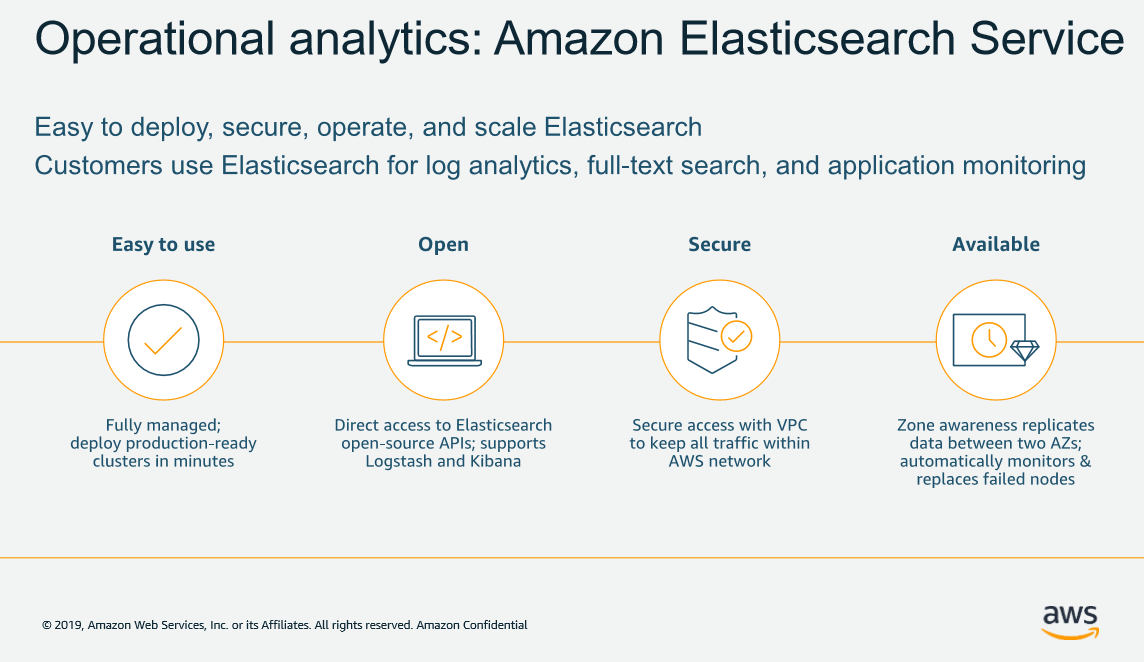 Operational analytics: Amazon Elasticsearch Service
Easy to deploy, secure, operate, and scale Elasticsearch
Customers use Elasticsearch for log analytics, full-text search, and application monitoring
Easy to use
Fully managed;
deploy production-ready
clusters in minutes
Open
</>
Direct access to Elasticsearch
open-source APIs; supports
Logstash and Kibana
Secure
Secure access with VPC
to keep all traffic within
AWS network
Available
Zone awareness replicates
data between two AZs;
automatically monitors &
replaces failed nodes
© 2019, Amazon Web Services, Inc. or its Affiliates. All rights reserved. Amazon Confidential
aws